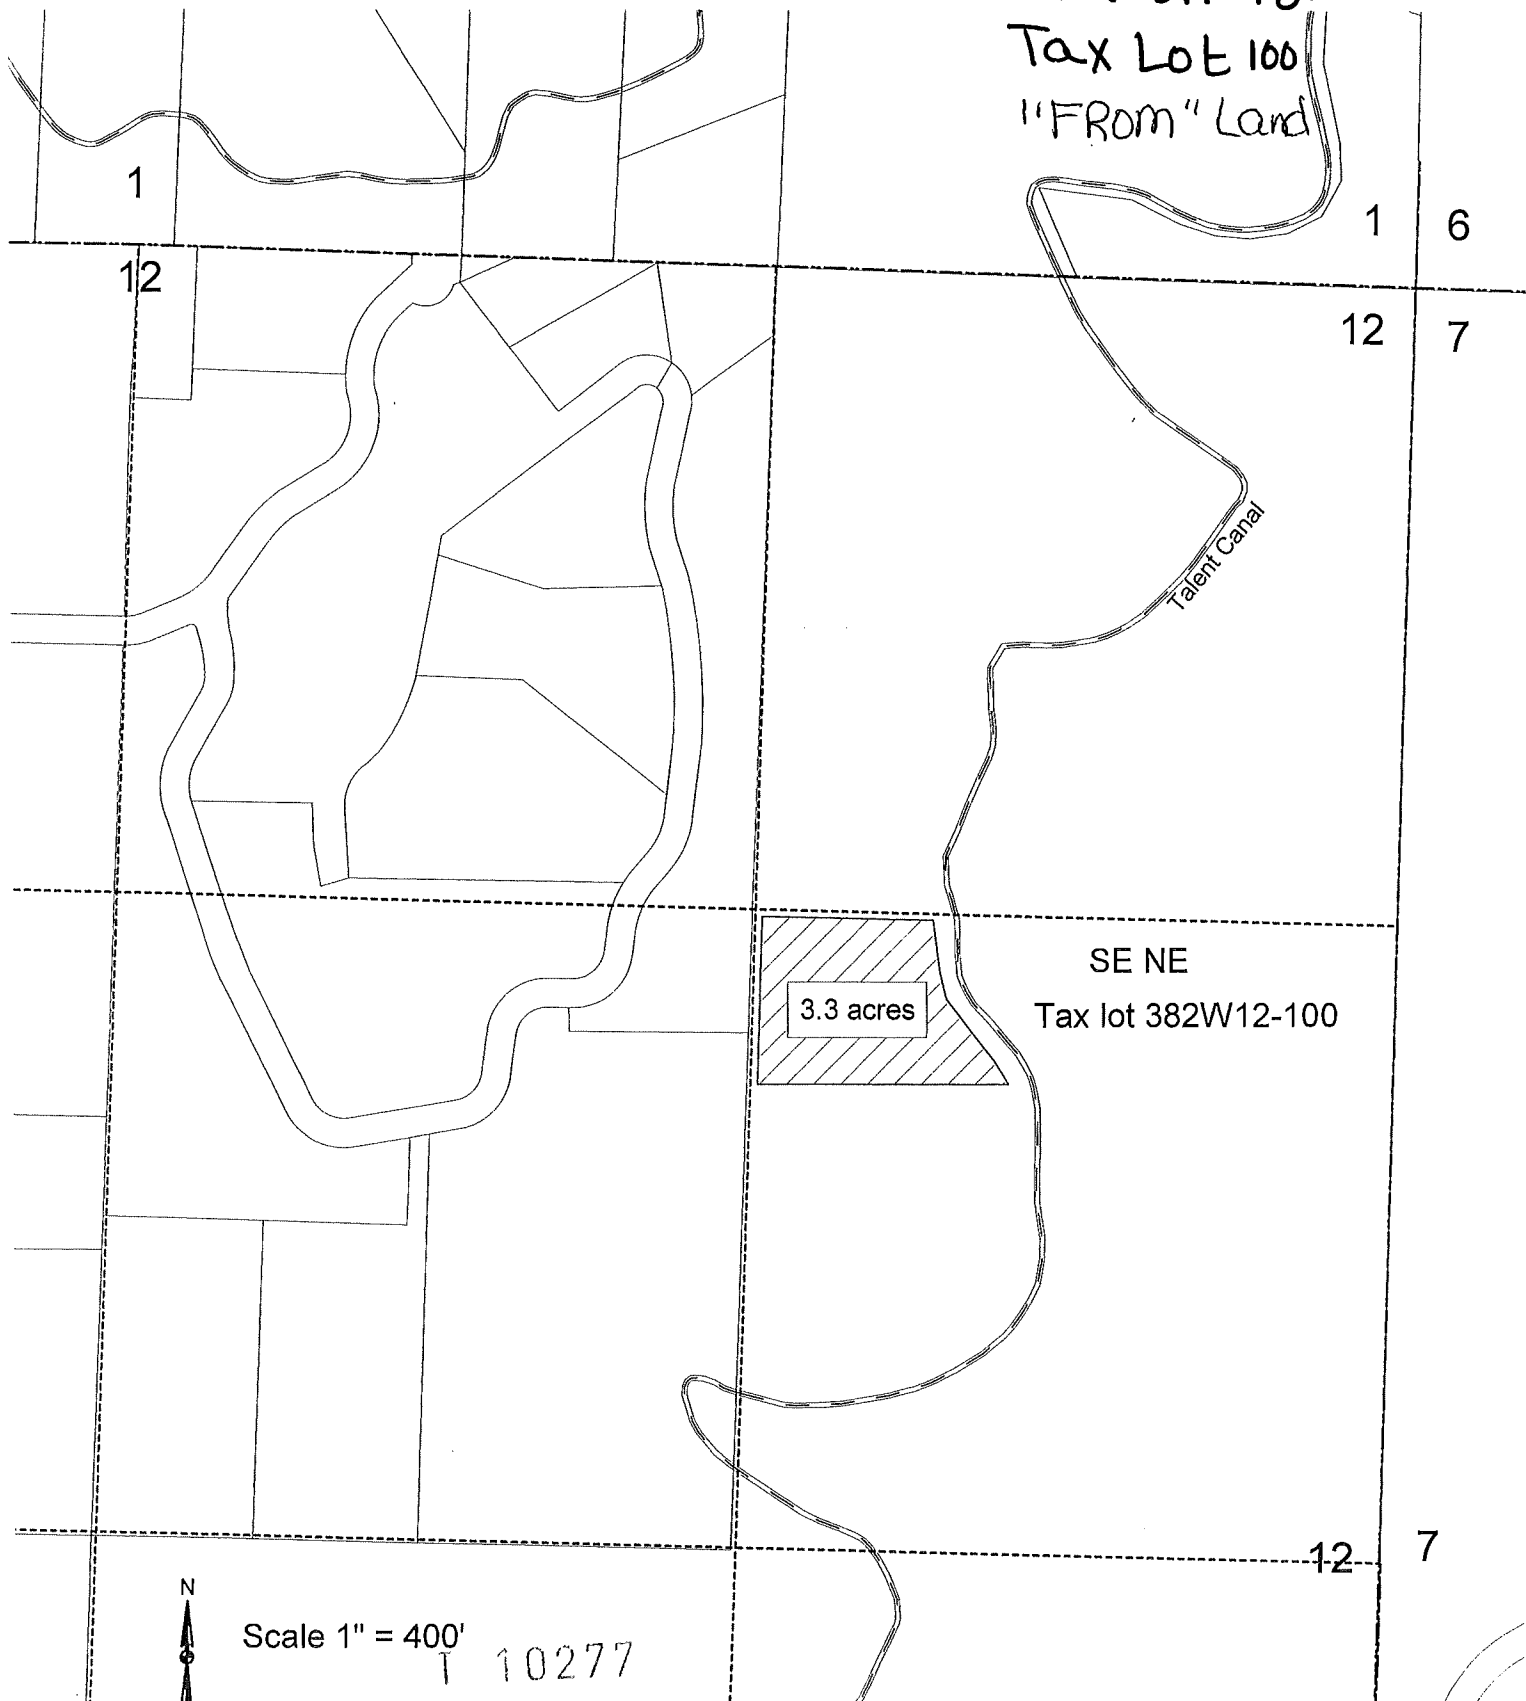 Tax Lot 100
"FROM" Land
1
1 6
12
12 7
Talent Canal
SE NE
3.3 acres
Tax lot 382W12-100
12 7
N
Scale 1" = 400'
T 10277